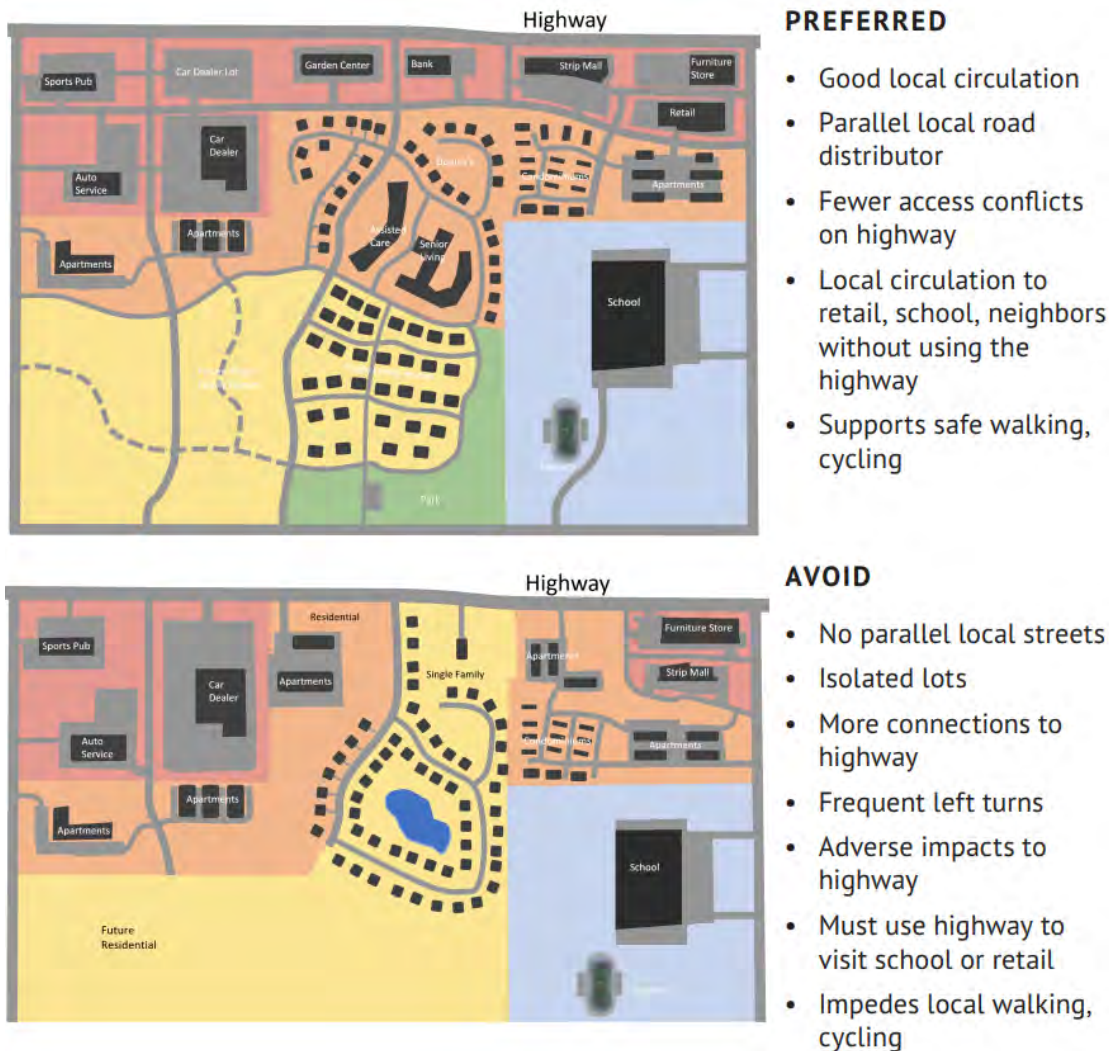 Highway
Sports Pub
Car Dealer Lot
Garden Center
Bank
Strip Mall
Furniture
Store
Retail
Car
Dealer
Auto
Service
Apartments
Apartments
Assisted
Care
Senior
Living
Condominiums
Apartments
School
Park
PREFERRED
• Good local circulation
• Parallel local road
distributor
• Fewer access conflicts
on highway
• Local circulation to
retail, school, neighbors
without using the
highway
• Supports safe walking,
cycling
Highway
Sports Pub
Car
Dealer
Auto
Service
Apartments
Apartments
Residential
Apartments
Single Family
Apartments
Furniture Store
Strip Mall
Condominiums
Apartments
School
Future
Residential
AVOID
• No parallel local streets
• Isolated lots
• More connections to
highway
• Frequent left turns
• Adverse impacts to
highway
• Must use highway to
visit school or retail
• Impedes local walking,
cycling